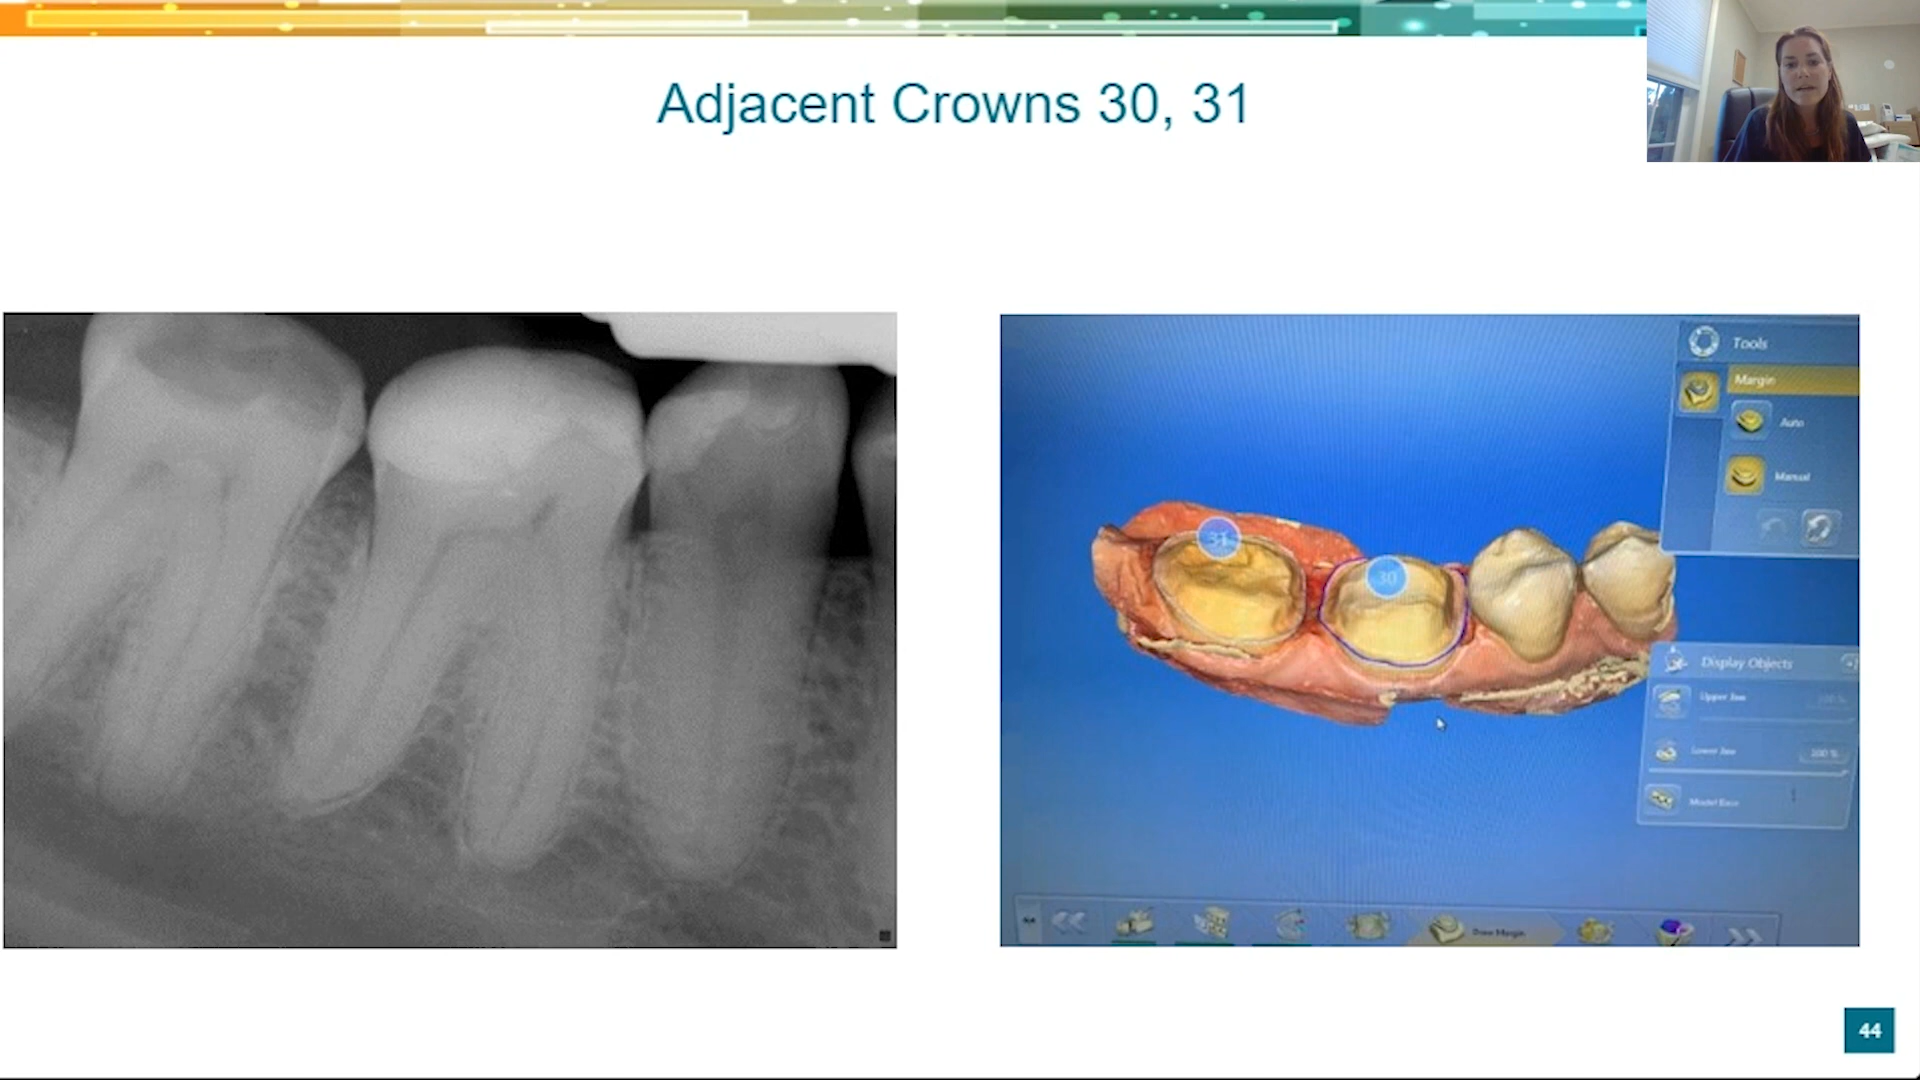 Adjacent Crowns 30, 31
Tools
Margin
Auto
Manual
31
30
Display Objects
Upper Jaw
Lower Jaw
100 %
Model Base
Draw Margin
44